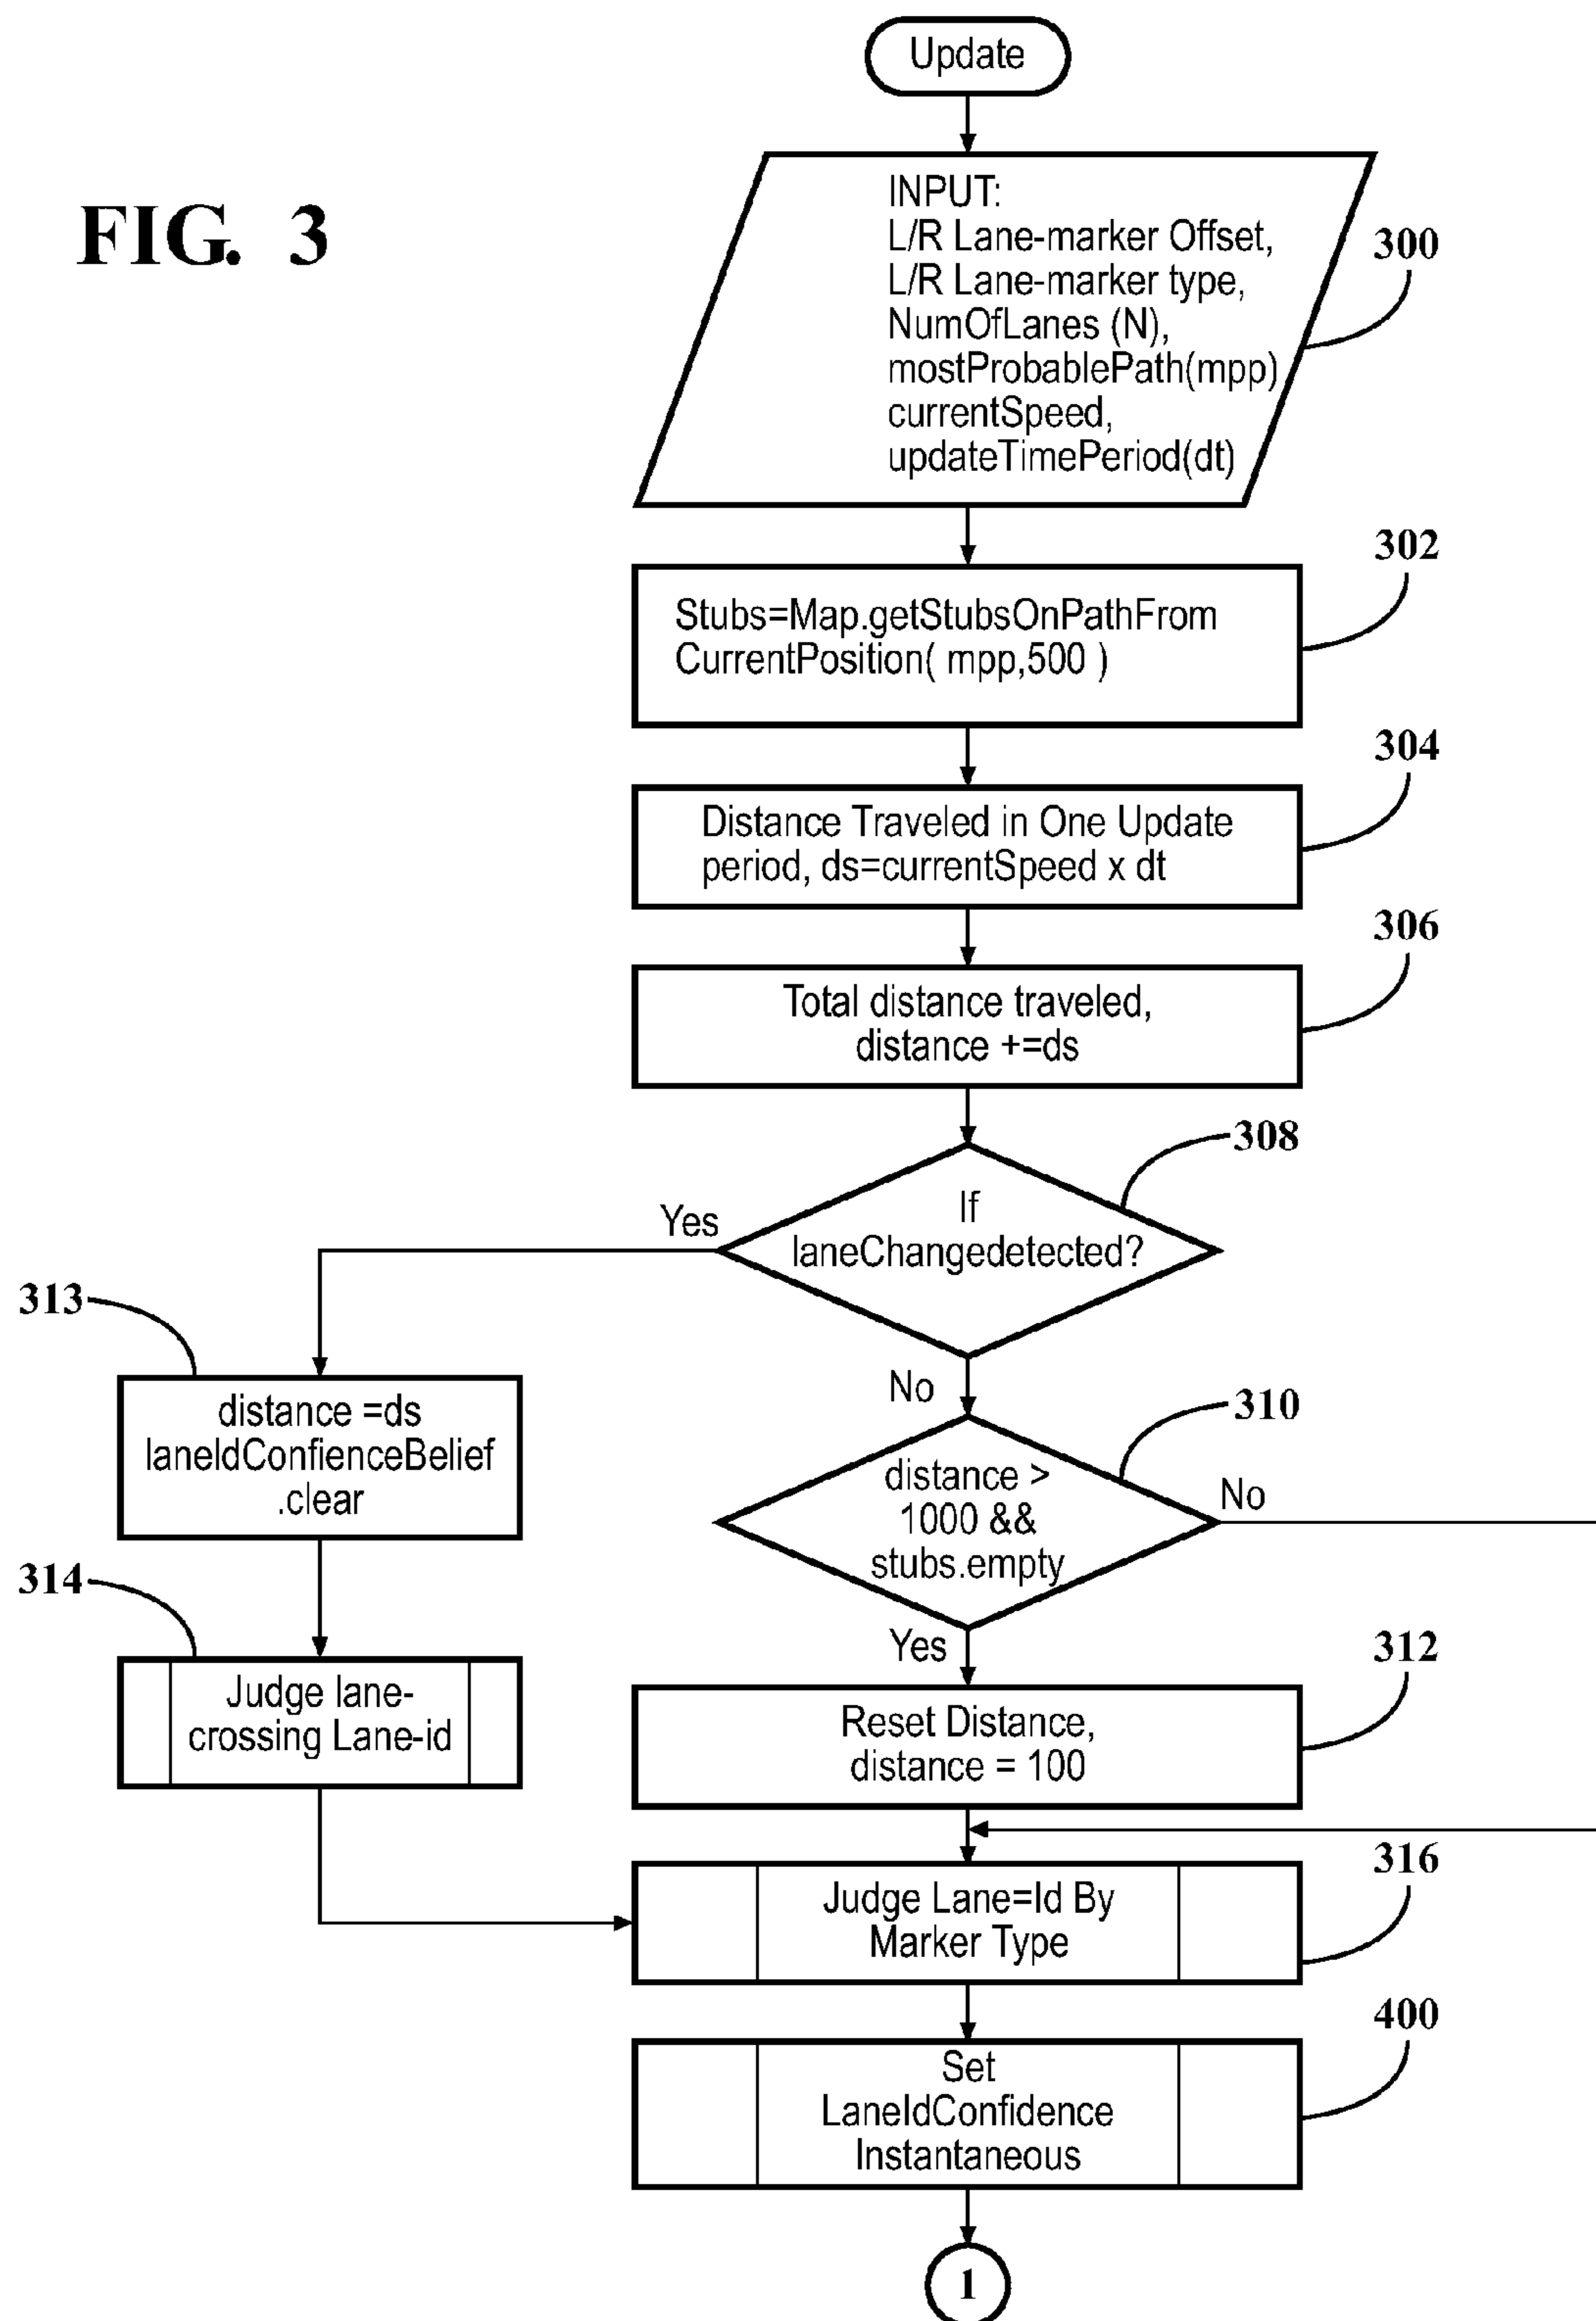 Update
FIG. 3
INPUT:
L/R Lane-marker Offset,
L/R Lane-marker type,
NumOfLanes (N),
mostProbablePath(mpp)
currentSpeed,
updateTimePeriod(dt)
300
Stubs=Map.getStubsOnPathFrom
CurrentPosition( mpp,500 )
302
Distance Traveled in One Update
period, ds=currentSpeed x dt
304
Total distance traveled,
distance +=ds
306
If
laneChangedetected?
308
Yes
No
313
distance =ds
laneIdConfienceBelief
.clear
distance >
1000 &&
stubs.empty
310
No
Yes
314
Judge lane-
crossing Lane-id
Reset Distance,
distance = 100
312
Judge Lane=Id By
Marker Type
316
Set
LaneIdConfidence
Instantaneous
400
1